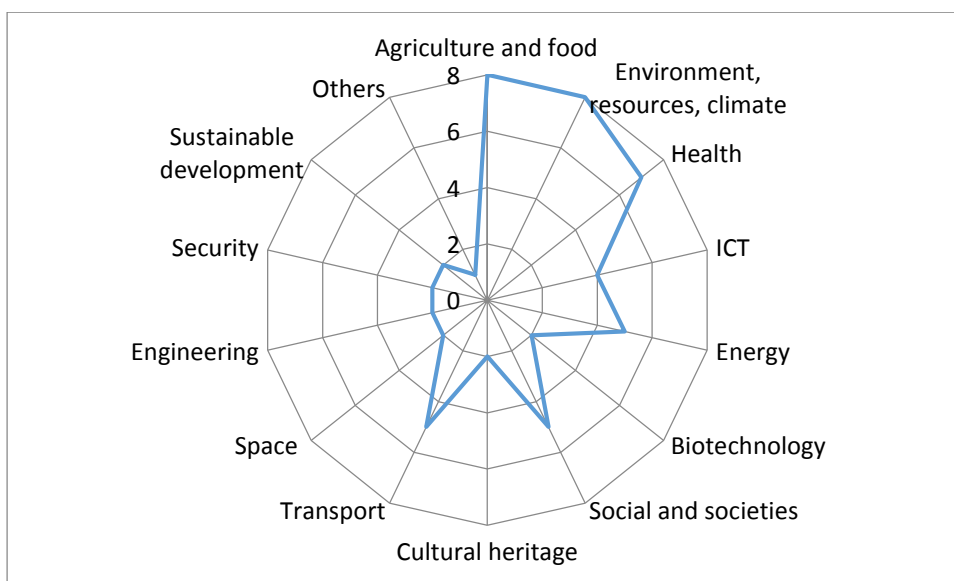 Agriculture and food
Environment,
resources, climate
Health
ICT
Energy
Biotechnology
Social and societies
Cultural heritage
Transport
Space
Engineering
Security
Sustainable
development
Others
8
6
4
2
0